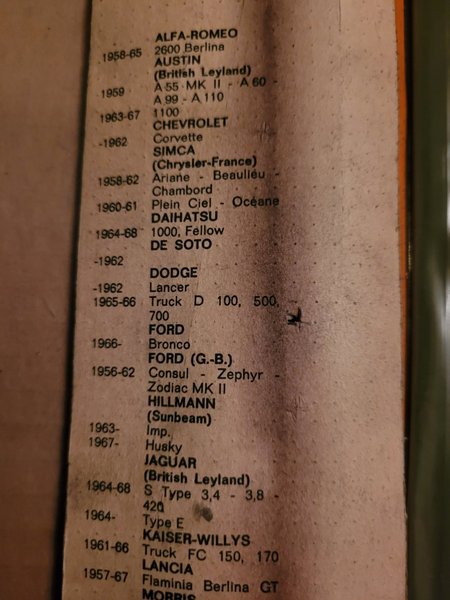 ALFA-ROMEO
1958-65 2600 Berlina
AUSTIN
(British Leyland)
1959 A 55 MK II - A 60 -
A 99 - A 110
1963-67 1100
CHEVROLET
-1962 Corvette
SIMCA
(Chrysler-France)
1958-62 Ariane - Beaulieu -
Chambord
1960-61 Plein Ciel - Océane
DAIHATSU
1964-68 1000, Fellow
DE SOTO
-1962
DODGE
-1962 Lancer
1965-66 Truck D 100, 500,
700
FORD
1966- Bronco
FORD (G.-B.)
1956-62 Consul - Zephyr -
Zodiac MK II
HILLMANN
(Sunbeam)
1963- Imp.
1967- Husky
JAGUAR
(British Leyland)
1964-68 S Type 3,4 - 3,8 -
420
1964- Type E
KAISER-WILLYS
1961-66 Truck FC 150, 170
LANCIA
1957-67 Flaminia Berlina GT
MORRIS